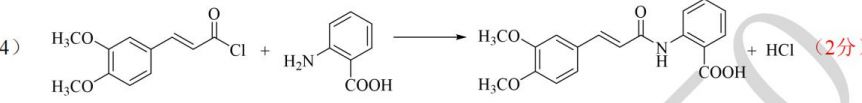 4)
H₃CO
H₃CO
O
Cl
+
H₂N
COOH
H₃CO
H₃CO
O
N
H
COOH
+ HCl (2分)